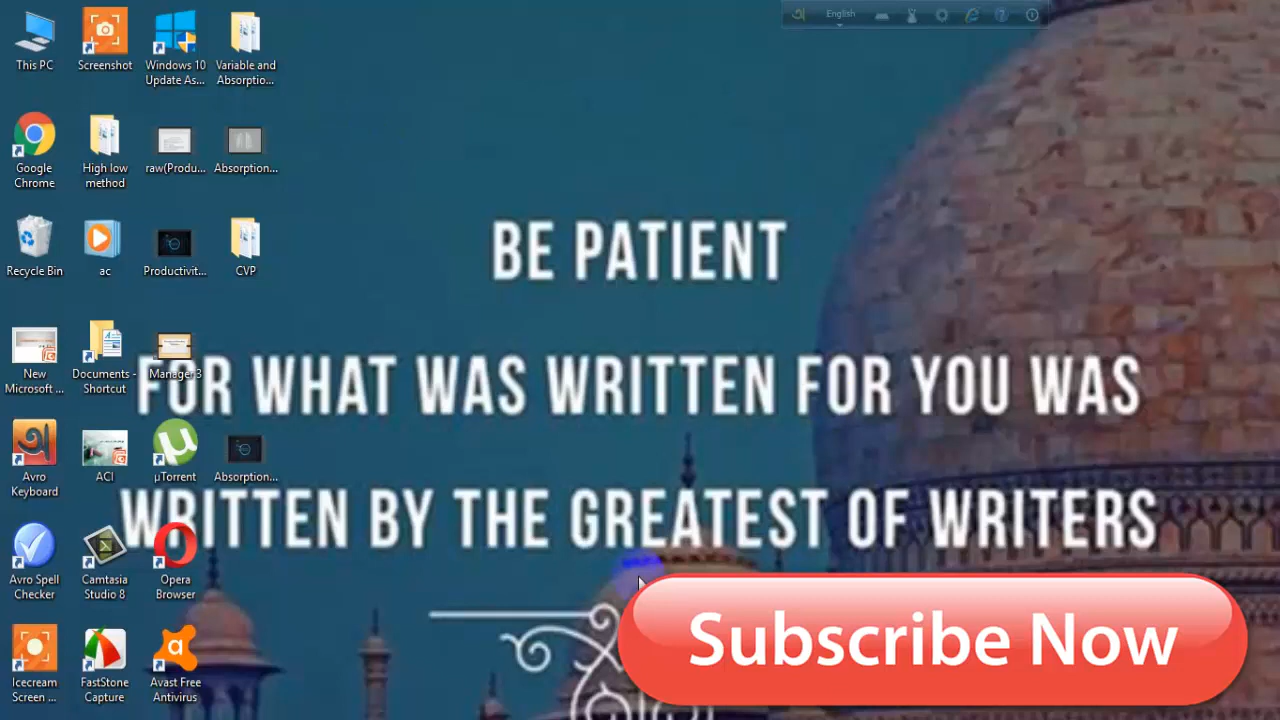 English
This PC
Screenshot
Windows 10
Update As...
Variable and
Absorptio...
Google
Chrome
High low
method
raw(Produ...
Absorption...
Recycle Bin
ac
Productivit...
CVP
New
Microsoft ...
Documents -
Shortcut
Manager3
Avro
Keyboard
ACI
µTorrent
Absorption...
Avro Spell
Checker
Camtasia
Studio 8
Opera
Browser
Icecream
Screen ...
FastStone
Capture
Avast Free
Antivirus
BE PATIENT
FOR WHAT WAS WRITTEN FOR YOU WAS
WRITTEN BY THE GREATEST OF WRITERS
Subscribe Now